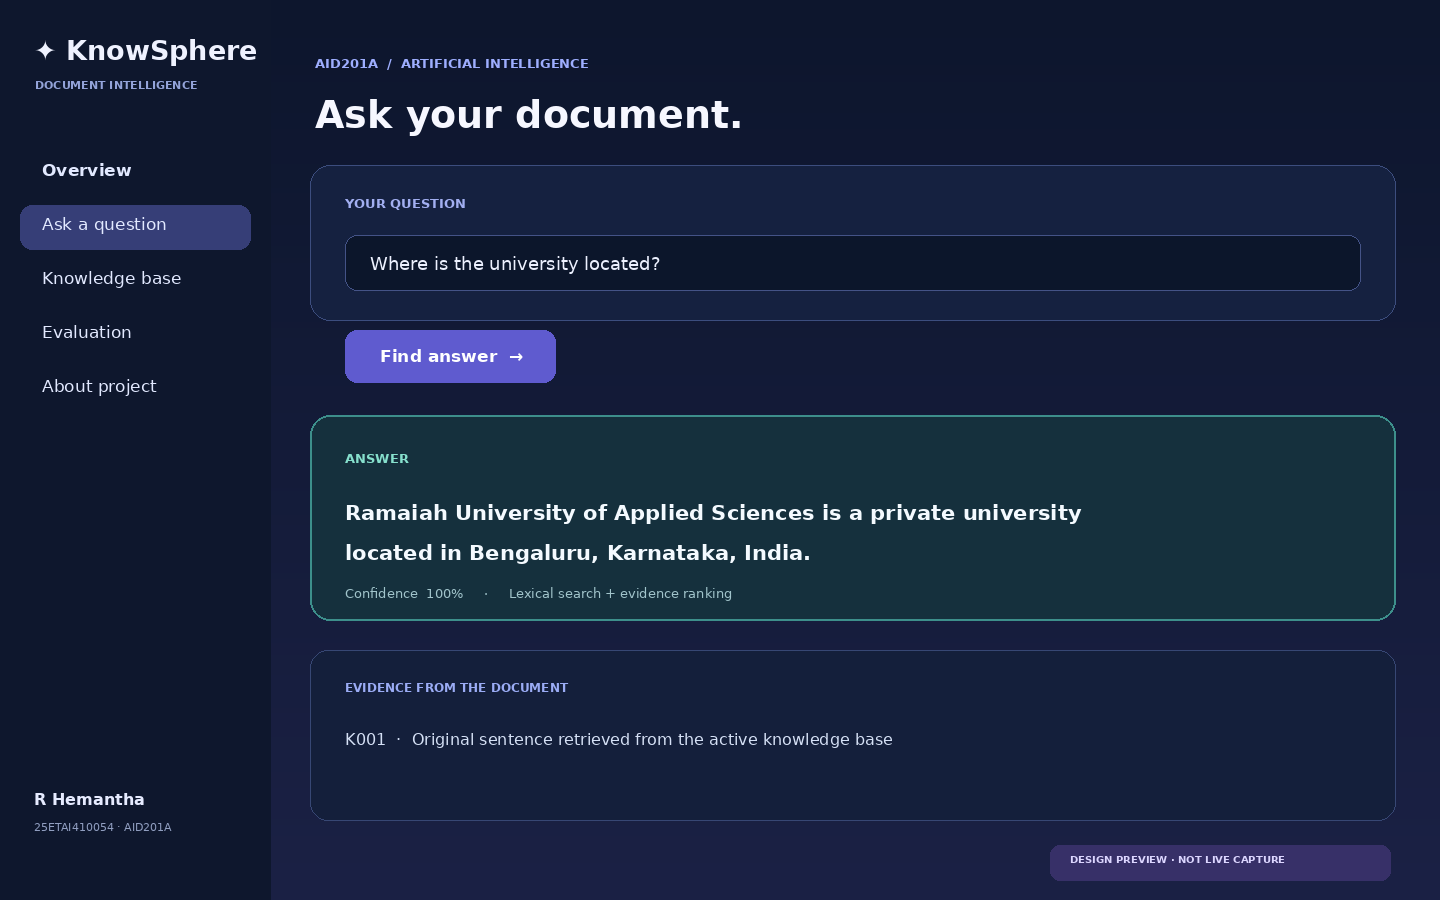 ✦ KnowSphere
DOCUMENT INTELLIGENCE
Overview
Ask a question
Knowledge base
Evaluation
About project
R Hemantha
25ETAI410054 · AID201A
AID201A / ARTIFICIAL INTELLIGENCE
Ask your document.
YOUR QUESTION
Where is the university located?
Find answer →
ANSWER
Ramaiah University of Applied Sciences is a private university
located in Bengaluru, Karnataka, India.
Confidence 100% · Lexical search + evidence ranking
EVIDENCE FROM THE DOCUMENT
K001 · Original sentence retrieved from the active knowledge base
DESIGN PREVIEW · NOT LIVE CAPTURE